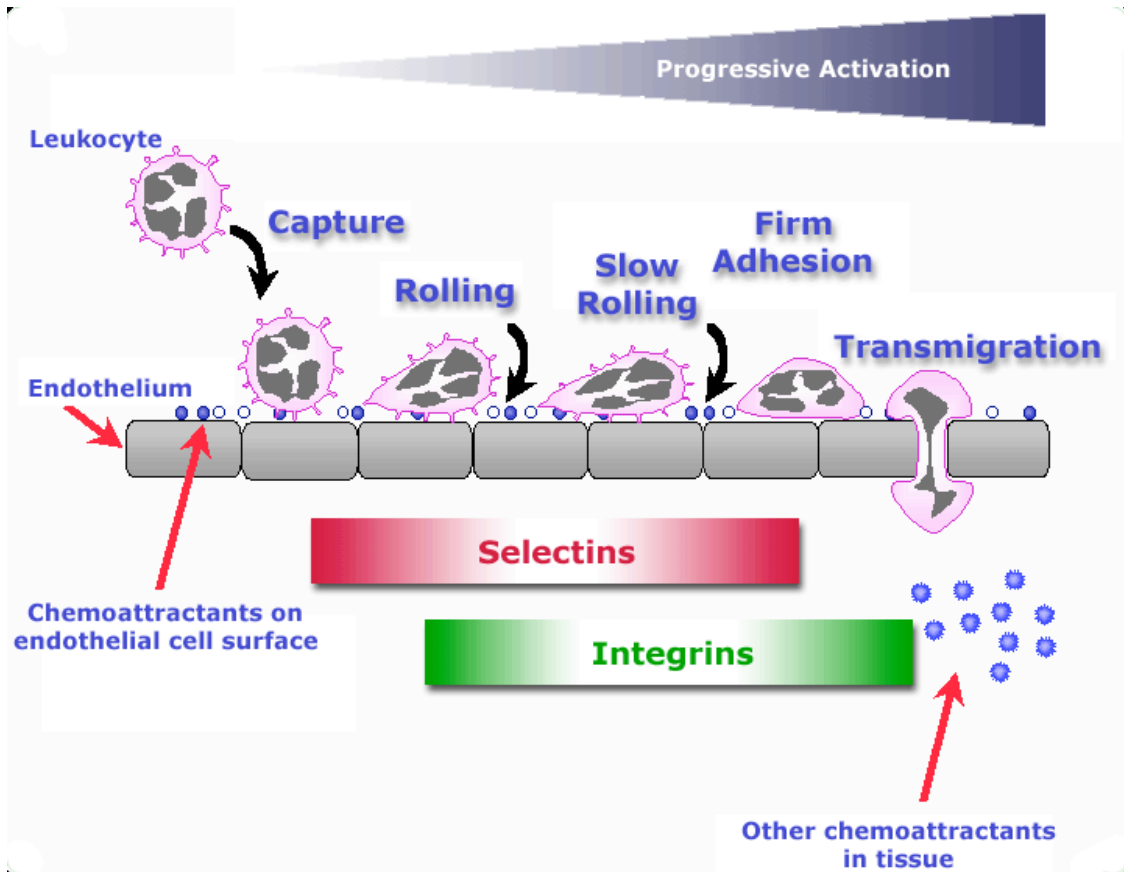 Progressive Activation
Leukocyte
Capture
Rolling
Slow
Rolling
Firm
Adhesion
Transmigration
Endothelium
Selectins
Chemoattractants on
endothelial cell surface
Integrins
Other chemoattractants
in tissue